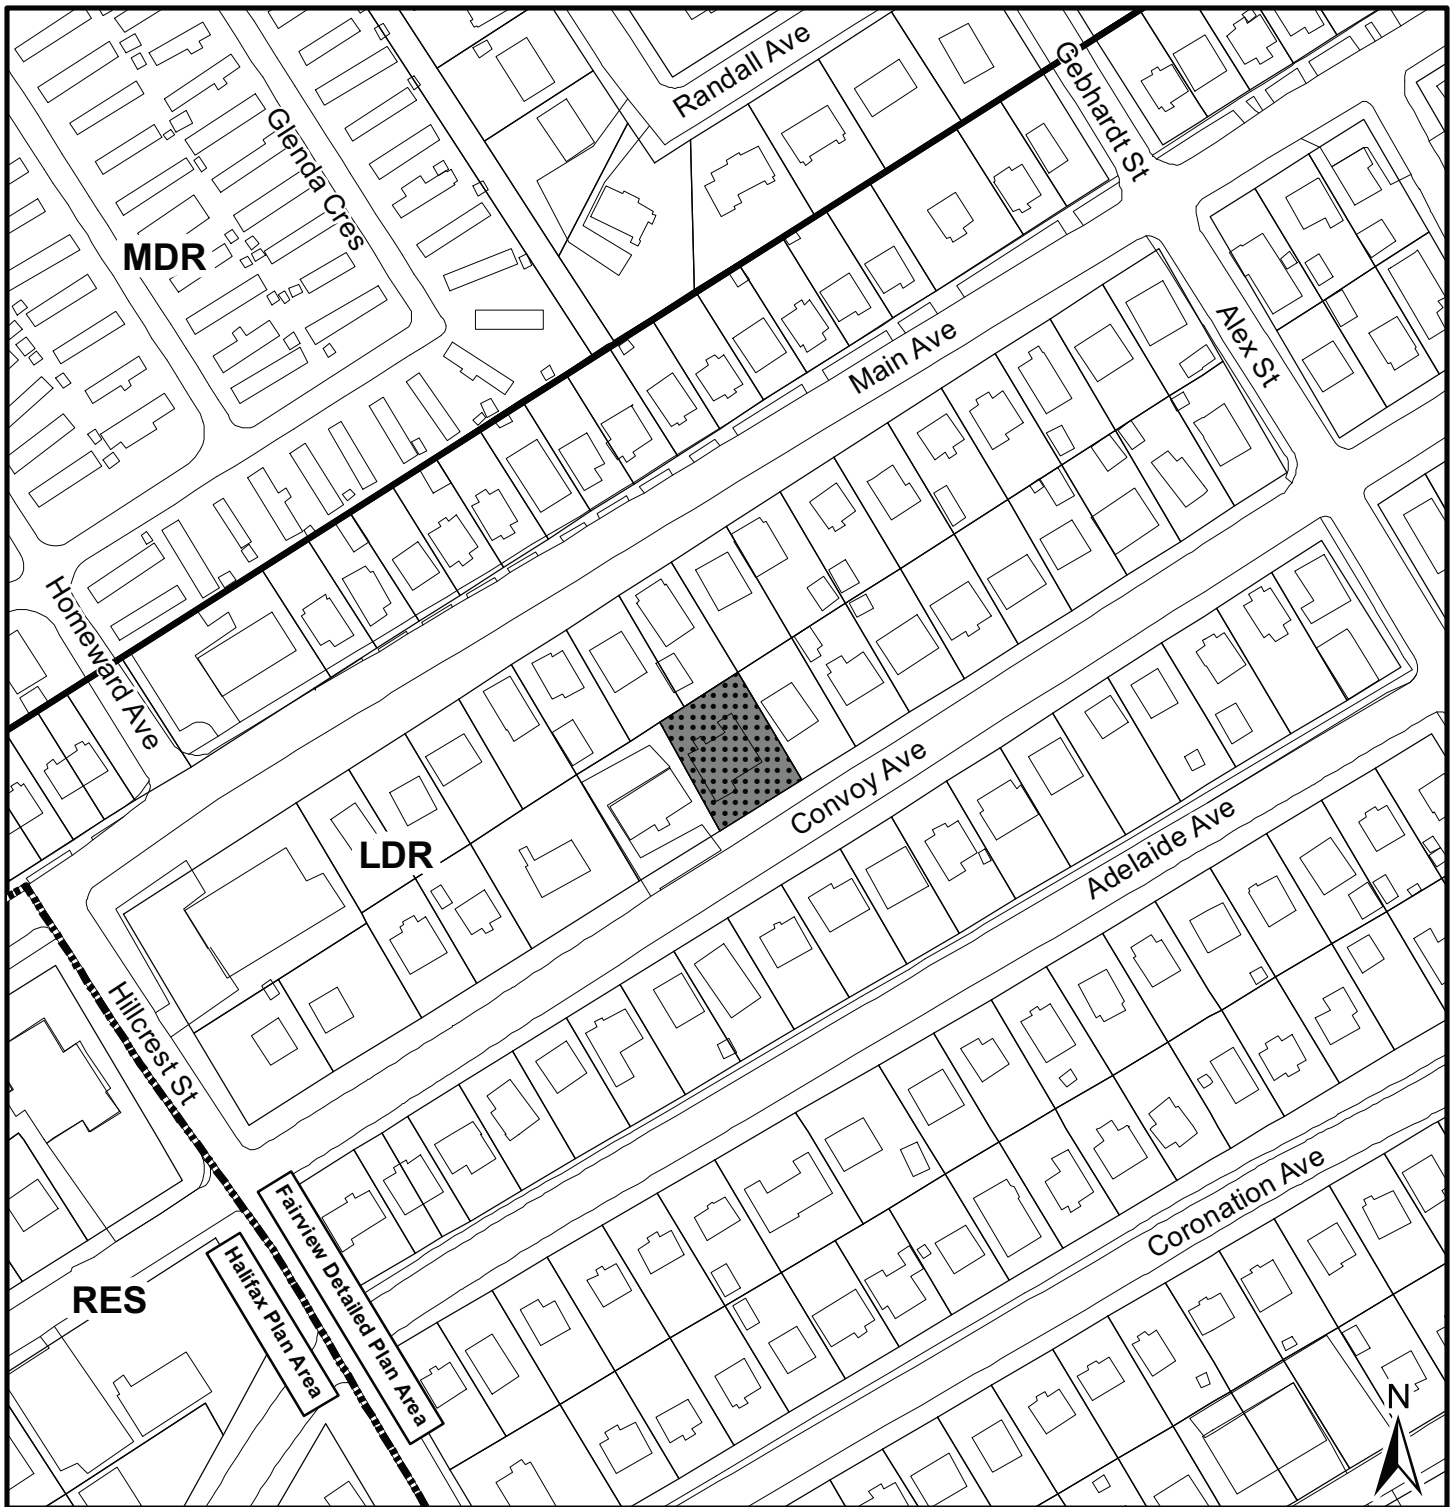 Randall Ave
Gebhardt St
Glenda Cres
MDR
Main Ave
Alex St
Homeward Ave
Convoy Ave
LDR
Adelaide Ave
Hillcrest St
Coronation Ave
Fairview Detailed Plan Area
Halifax Plan Area
RES
N